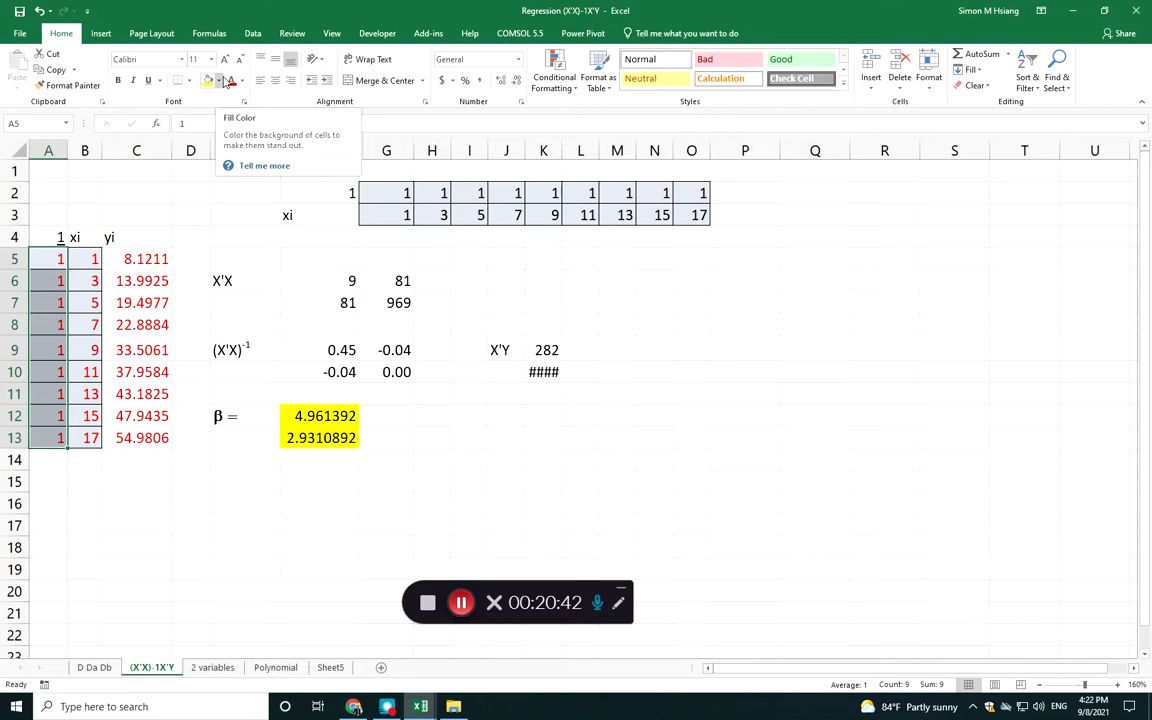 Regression (X'X)-1X'Y - Excel
Simon M Hsiang
File Home Insert Page Layout Formulas Data Review View Developer Add-ins Help COMSOL 5.5 Power Pivot Tell me what you want to do Share
Paste
Cut
Copy
Format Painter
Clipboard
Calibri 11
B I U
Font
Wrap Text
Merge & Center
Alignment
General
$ % ,
Number
Conditional Formatting
Format as Table
Normal Bad Good
Neutral Calculation Check Cell
Styles
Insert Delete Format
Cells
AutoSum
Fill
Clear
Sort & Filter
Find & Select
Editing
A5 fx 1
Fill Color
Color the background of cells to
make them stand out.
Tell me more
A B C D G H I J K L M N O P Q R S T U
1
2 1 1 1 1 1 1 1 1 1 1
3 xi 1 3 5 7 9 11 13 15 17
4 1 xi yi
5 1 1 8.1211
6 1 3 13.9925 X'X 9 81
7 1 5 19.4977 81 969
8 1 7 22.8884
9 1 9 33.5061 (X'X)-1 0.45 -0.04 X'Y 282
10 1 11 37.9584 -0.04 0.00 ####
11 1 13 43.1825
12 1 15 47.9435 β = 4.961392
13 1 17 54.9806 2.9310892
14
15
16
17
18
19
20
21
22
23
00:20:42
D Da Db (X'X)-1X'Y 2 variables Polynomial Sheet5
Ready Average: 1 Count: 9 Sum: 9 160%
Type here to search
84°F Partly sunny ENG 4:22 PM
9/8/2021